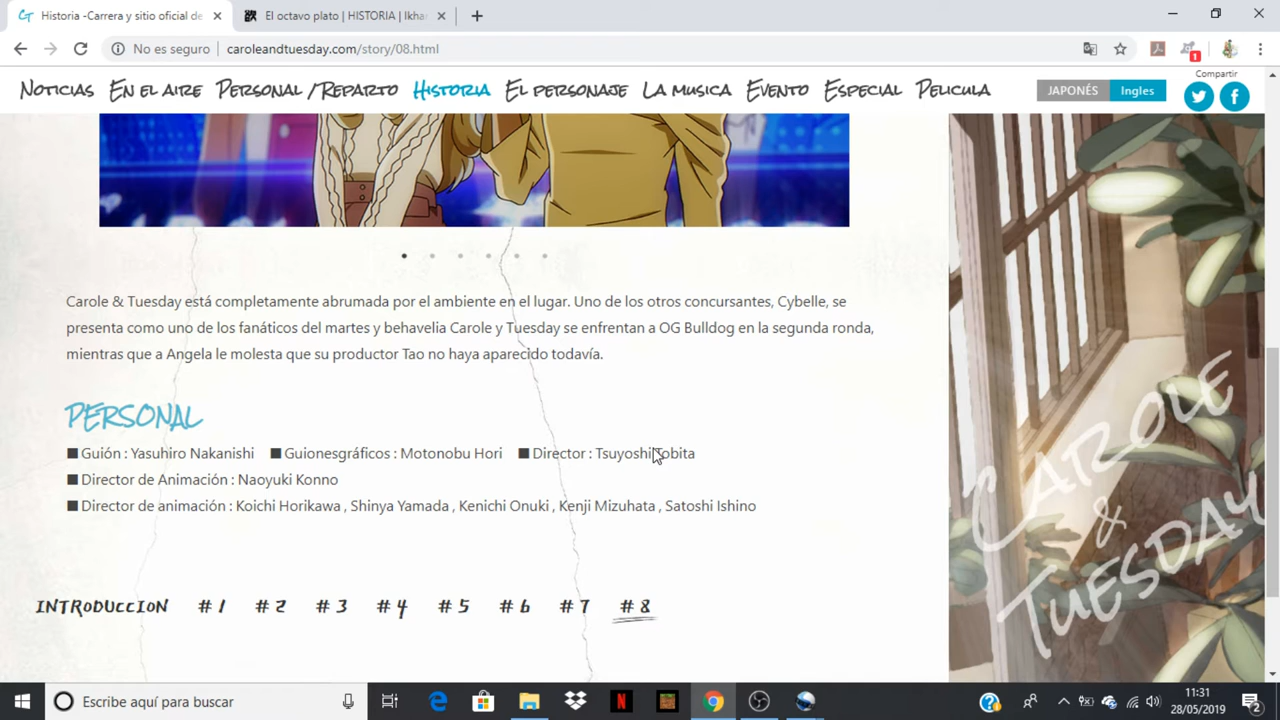 Historia -Carrera y sitio oficial de
El octavo plato | HISTORIA | Ikha
No es seguro
caroleandtuesday.com/story/08.html
1
NOTICIAS EN EL AIRE PERSONAL /REPARTO HISTORIA EL PERSONAJE LA MUSICA EVENTO ESPECIAL PELICULA
JAPONÉS Ingles
Compartir
Carole & Tuesday está completamente abrumada por el ambiente en el lugar. Uno de los otros concursantes, Cybelle, se
presenta como uno de los fanáticos del martes y behavelia Carole y Tuesday se enfrentan a OG Bulldog en la segunda ronda,
mientras que a Angela le molesta que su productor Tao no haya aparecido todavía.
PERSONAL
■ Guión : Yasuhiro Nakanishi ■ Guionesgráficos : Motonobu Hori ■ Director : Tsuyoshi Tobita
■ Director de Animación : Naoyuki Konno
■ Director de animación : Koichi Horikawa , Shinya Yamada , Kenichi Onuki , Kenji Mizuhata , Satoshi Ishino
INTRODUCCION # 1 # 2 # 3 # 4 # 5 # 6 # 7 # 8
CAROLE
&
TUESDAY
Escribe aquí para buscar
11:31
28/05/2019
2